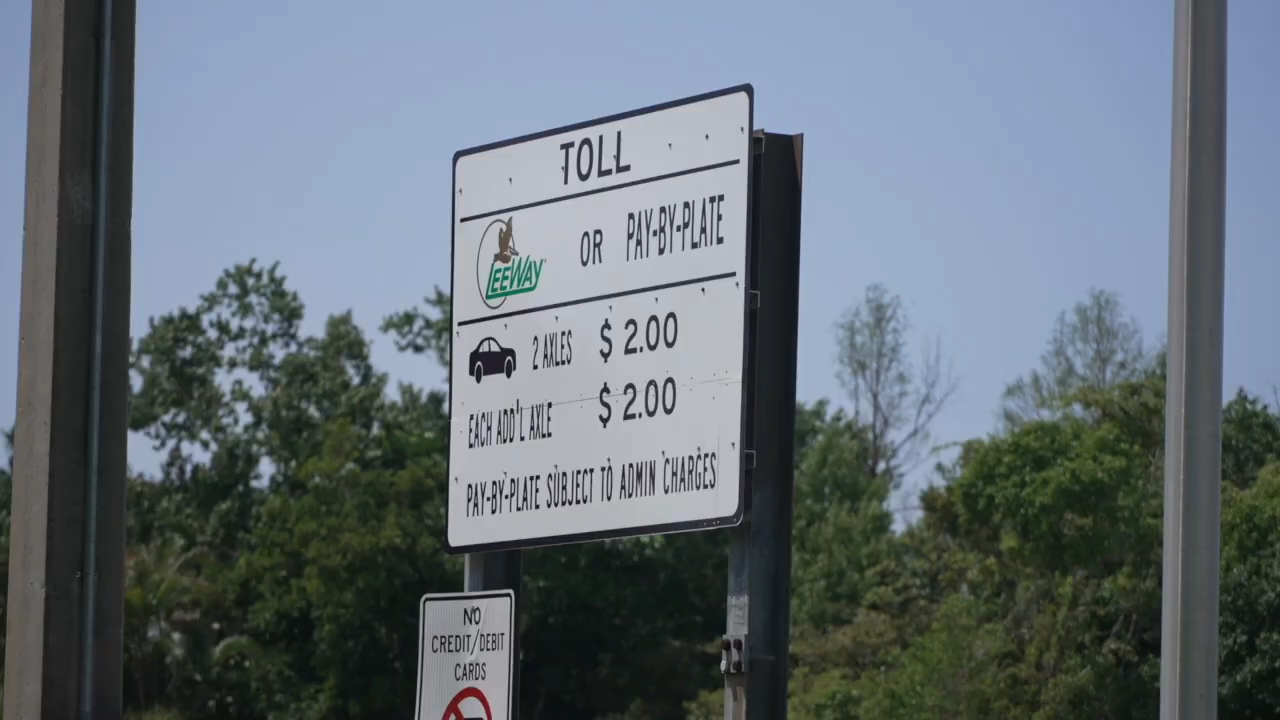 TOLL
LEEWAY OR PAY-BY-PLATE
2 AXLES $ 2.00
EACH ADD'L AXLE $ 2.00
PAY-BY-PLATE SUBJECT TO ADMIN CHARGES
NO
CREDIT/DEBIT
CARDS